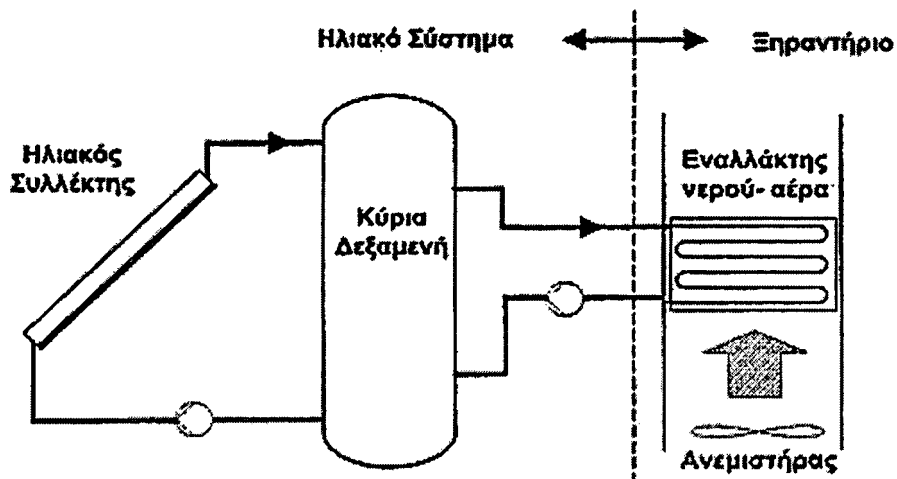 Ηλιακό Σύστημα
Ξηραντήριο
Ηλιακός
Συλλέκτης
Κύρια
Δεξαμενή
Εναλλάκτης
νερού- αέρα
Ανεμιστήρας